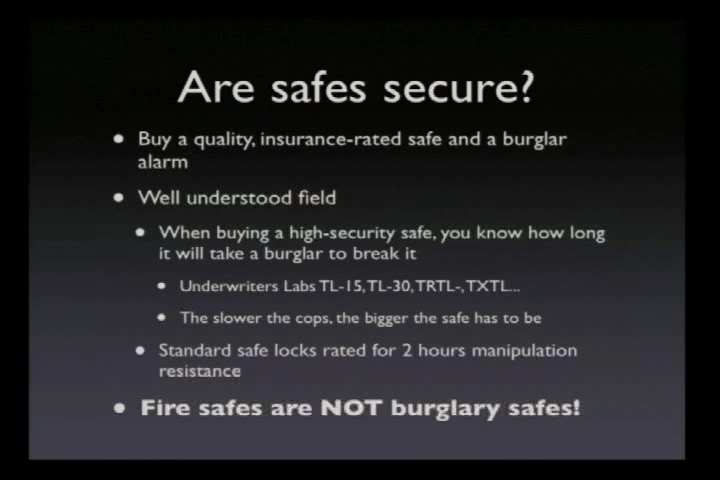 Are safes secure?
• Buy a quality, insurance-rated safe and a burglar
alarm
• Well understood field
• When buying a high-security safe, you know how long
it will take a burglar to break it
• Underwriters Labs TL-15, TL-30, TRTL-, TXTL...
• The slower the cops, the bigger the safe has to be
• Standard safe locks rated for 2 hours manipulation
resistance
• Fire safes are NOT burglary safes!